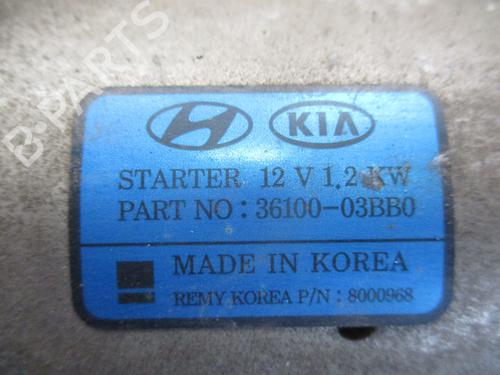 B-PARTS
KIA
STARTER 12 V 1.2 KW
PART NO : 36100-03BB0
MADE IN KOREA
REMY KOREA P/N : 8000968